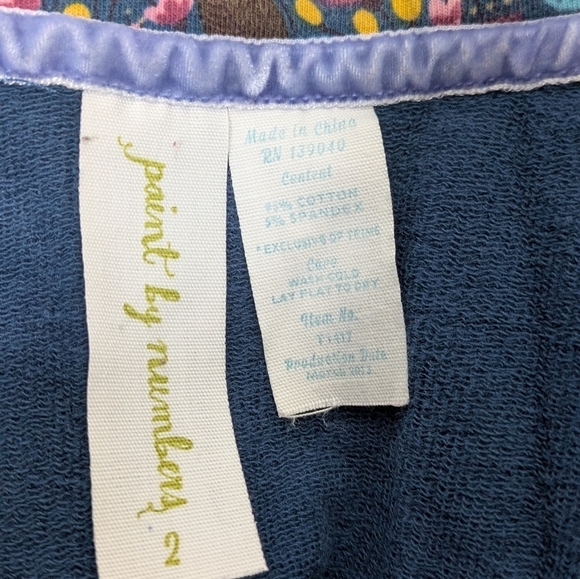 paint by numbers 2
Made in China
RN 139040
Content
95% COTTON
5% SPANDEX
*EXCLUSIVE OF TRIMS
Care
WASH COLD
LAY FLAT TO DRY
Item No.
Production Date